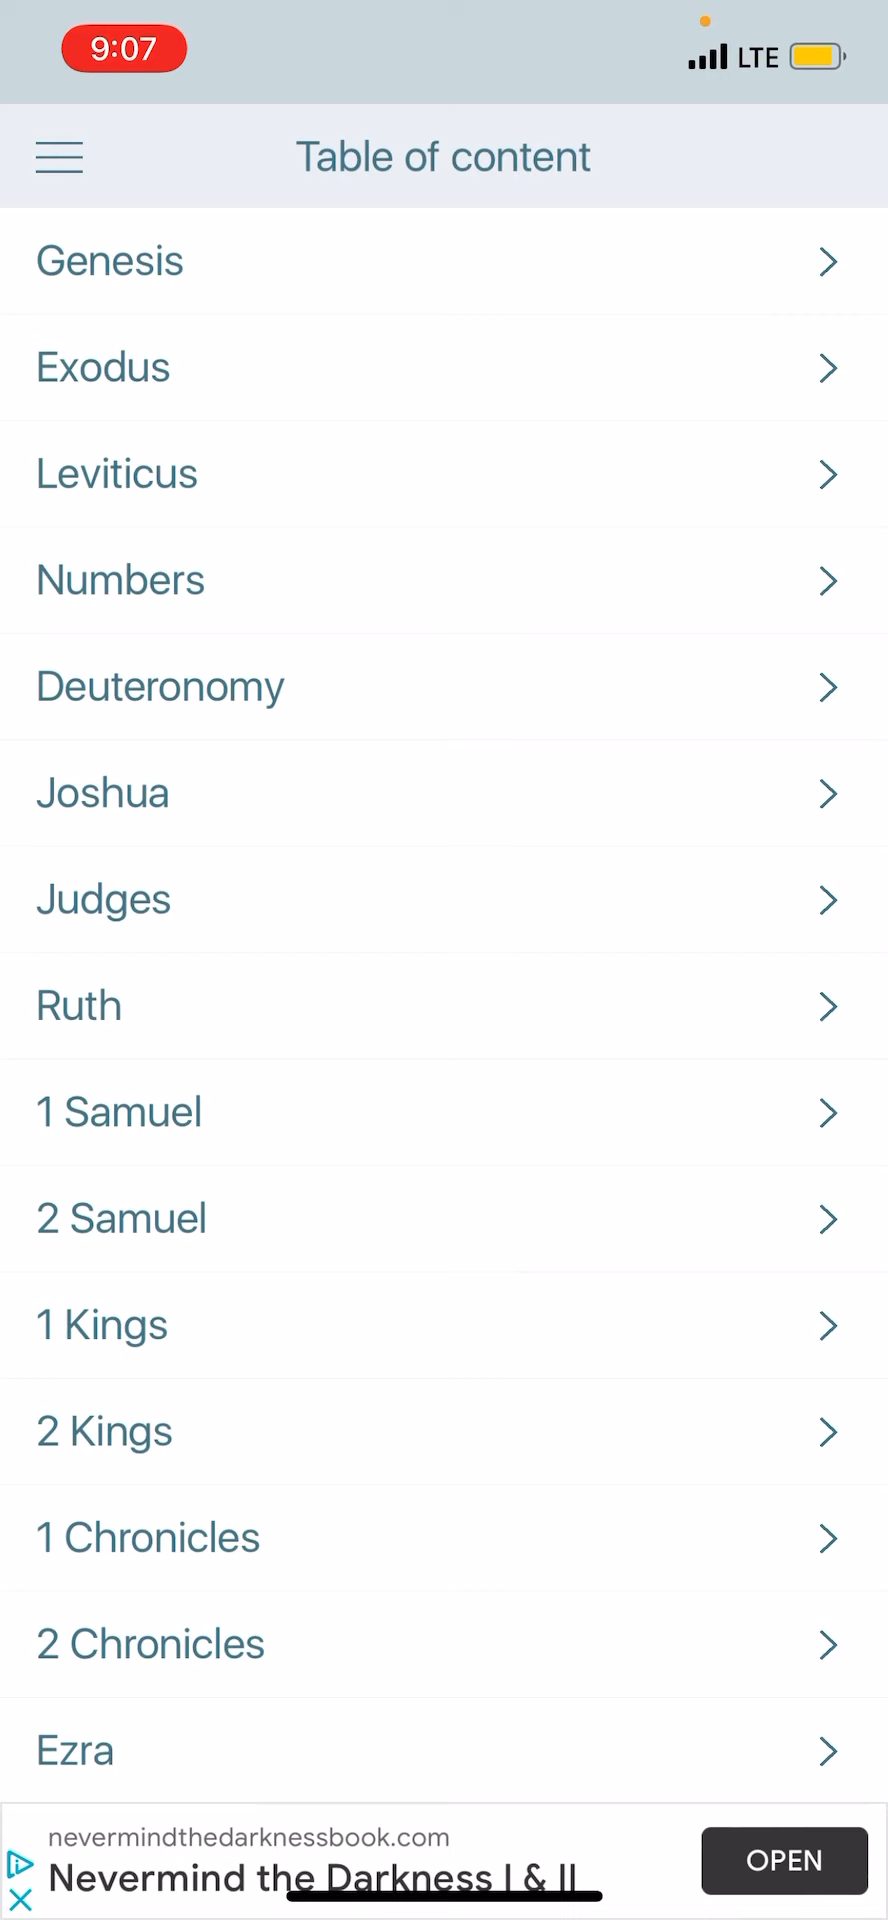 9:07
LTE
Table of content
Genesis
Exodus
Leviticus
Numbers
Deuteronomy
Joshua
Judges
Ruth
1 Samuel
2 Samuel
1 Kings
2 Kings
1 Chronicles
2 Chronicles
Ezra
nevermindthedarknessbook.com
Nevermind the Darkness I & II
OPEN